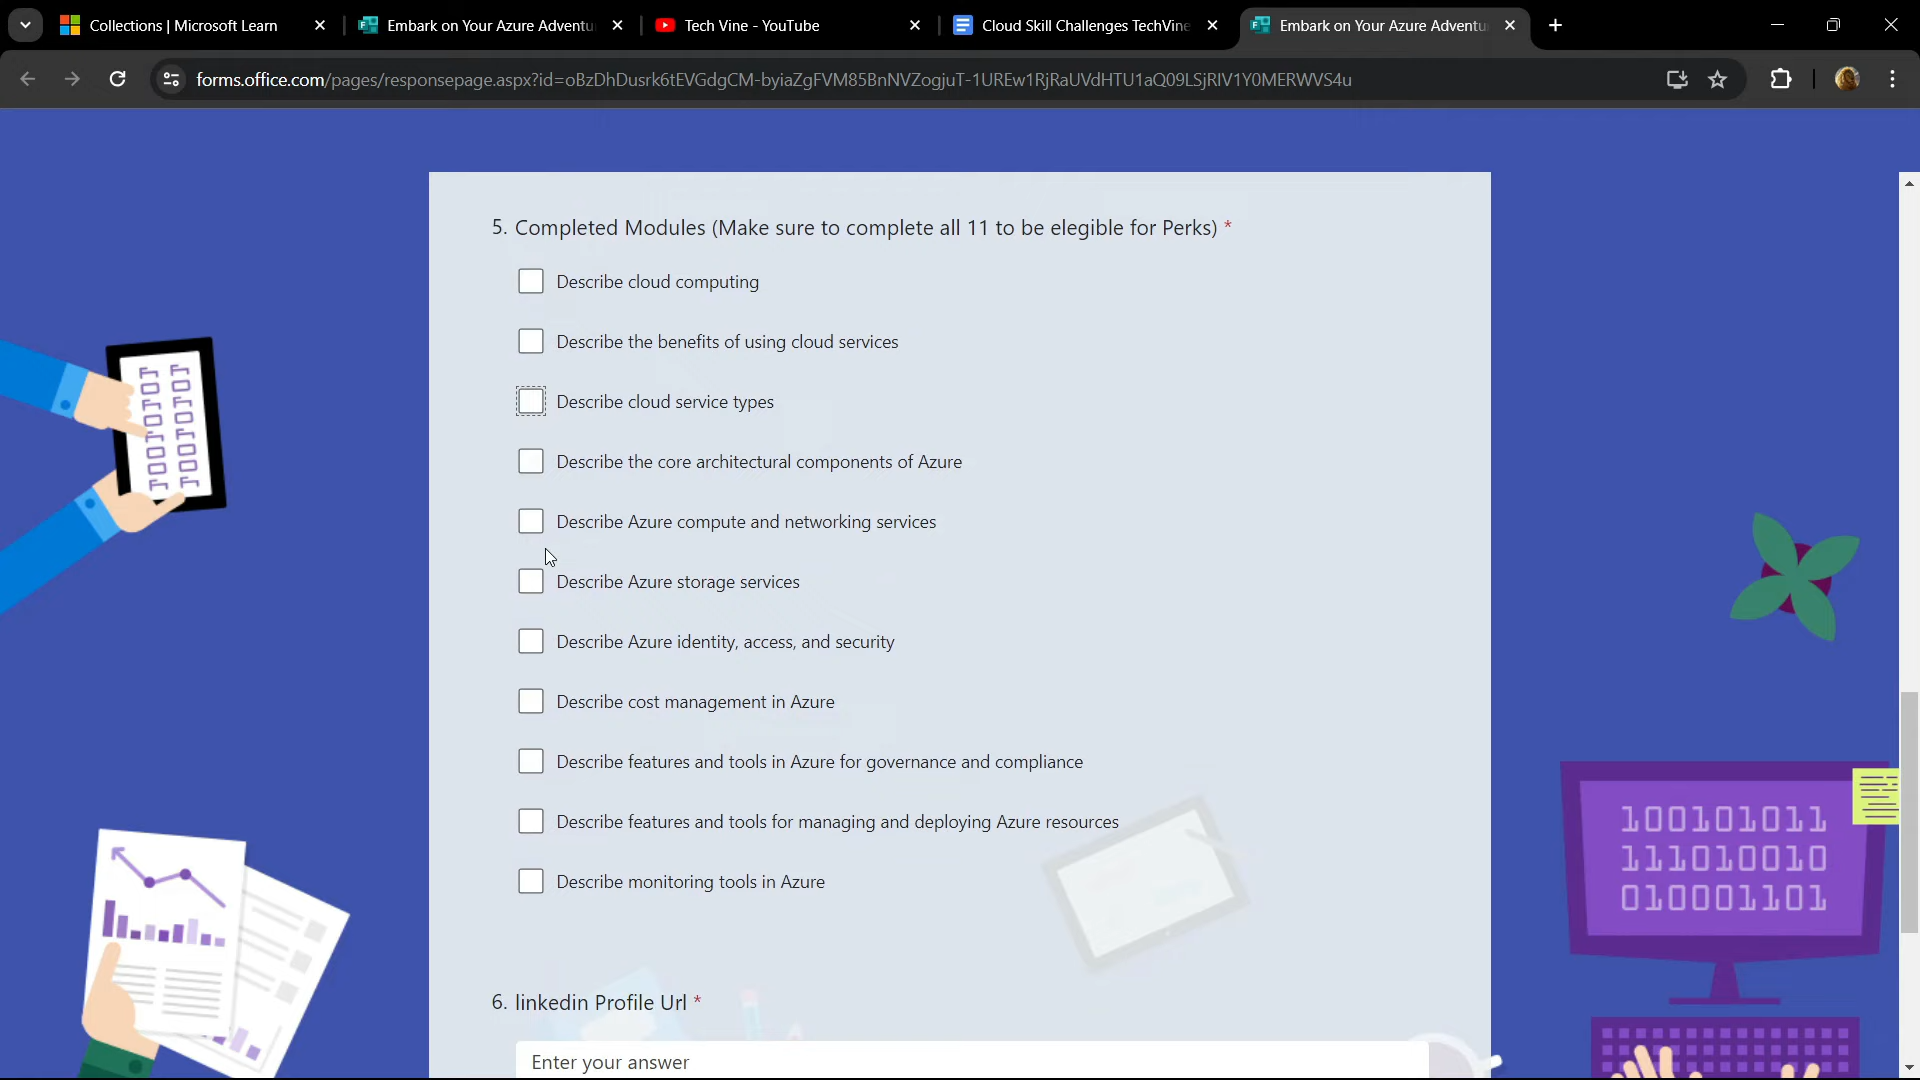 Collections | Microsoft Learn
Embark on Your Azure Adventu
Tech Vine - YouTube
Cloud Skill Challenges TechVine
Embark on Your Azure Adventu
forms.office.com/pages/responsepage.aspx?id=oBzDhDusrk6tEVGdgCM-byiaZgFVM85BnNVZogjuT-1UREw1RjRaUVdHTU1aQ09LSjRIV1Y0MERWVS4u
5. Completed Modules (Make sure to complete all 11 to be elegible for Perks) *
Describe cloud computing
Describe the benefits of using cloud services
Describe cloud service types
Describe the core architectural components of Azure
Describe Azure compute and networking services
Describe Azure storage services
Describe Azure identity, access, and security
Describe cost management in Azure
Describe features and tools in Azure for governance and compliance
Describe features and tools for managing and deploying Azure resources
Describe monitoring tools in Azure
100101011
111010010
010001101
6. linkedin Profile Url *
Enter your answer